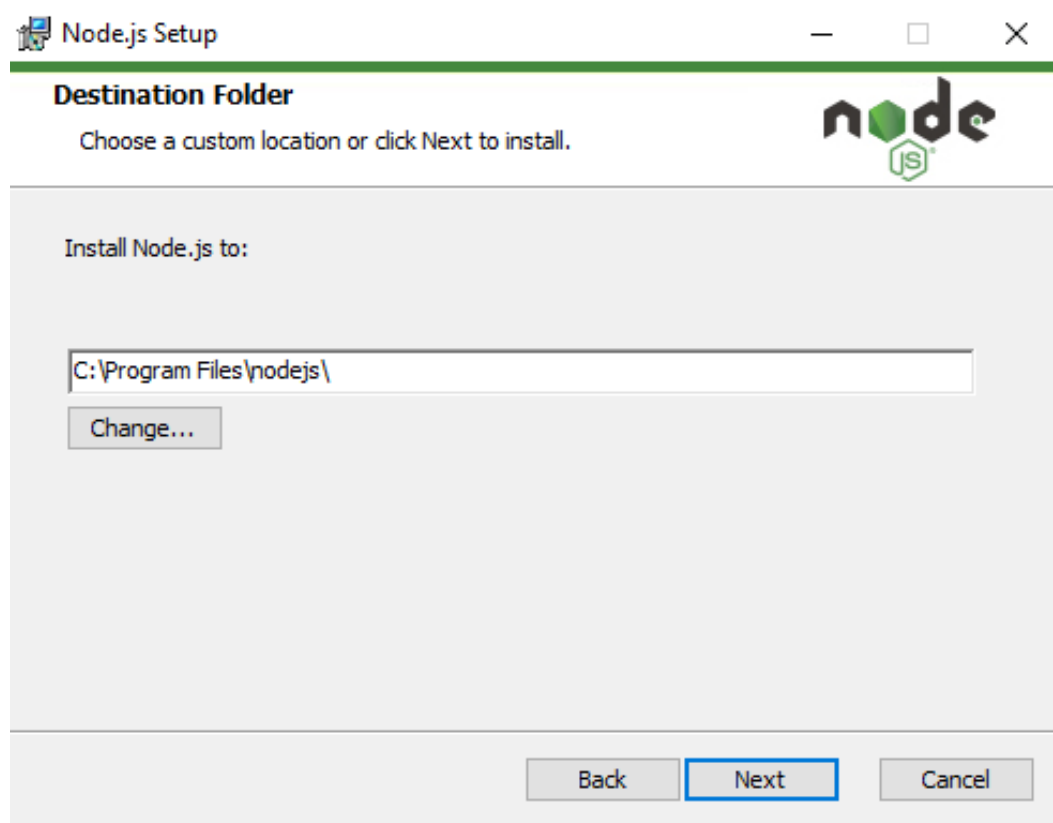 Node.js Setup
Destination Folder
Choose a custom location or click Next to install.
node
JS
Install Node.js to:
C:\Program Files\nodejs\
Change...
Back Next Cancel